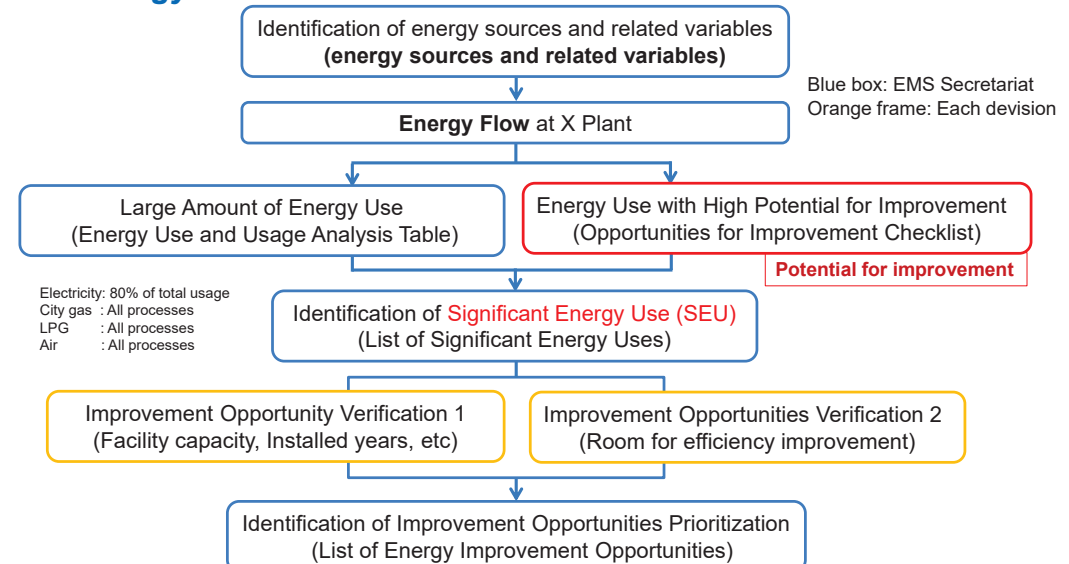 Identification of energy sources and related variables
(energy sources and related variables)
Blue box: EMS Secretariat
Orange frame: Each devision
Energy Flow at X Plant
Large Amount of Energy Use
(Energy Use and Usage Analysis Table)
Energy Use with High Potential for Improvement
(Opportunities for Improvement Checklist)
Potential for improvement
Electricity: 80% of total usage
City gas : All processes
LPG : All processes
Air : All processes
Identification of Significant Energy Use (SEU)
(List of Significant Energy Uses)
Improvement Opportunity Verification 1
(Facility capacity, Installed years, etc)
Improvement Opportunities Verification 2
(Room for efficiency improvement)
Identification of Improvement Opportunities Prioritization
(List of Energy Improvement Opportunities)